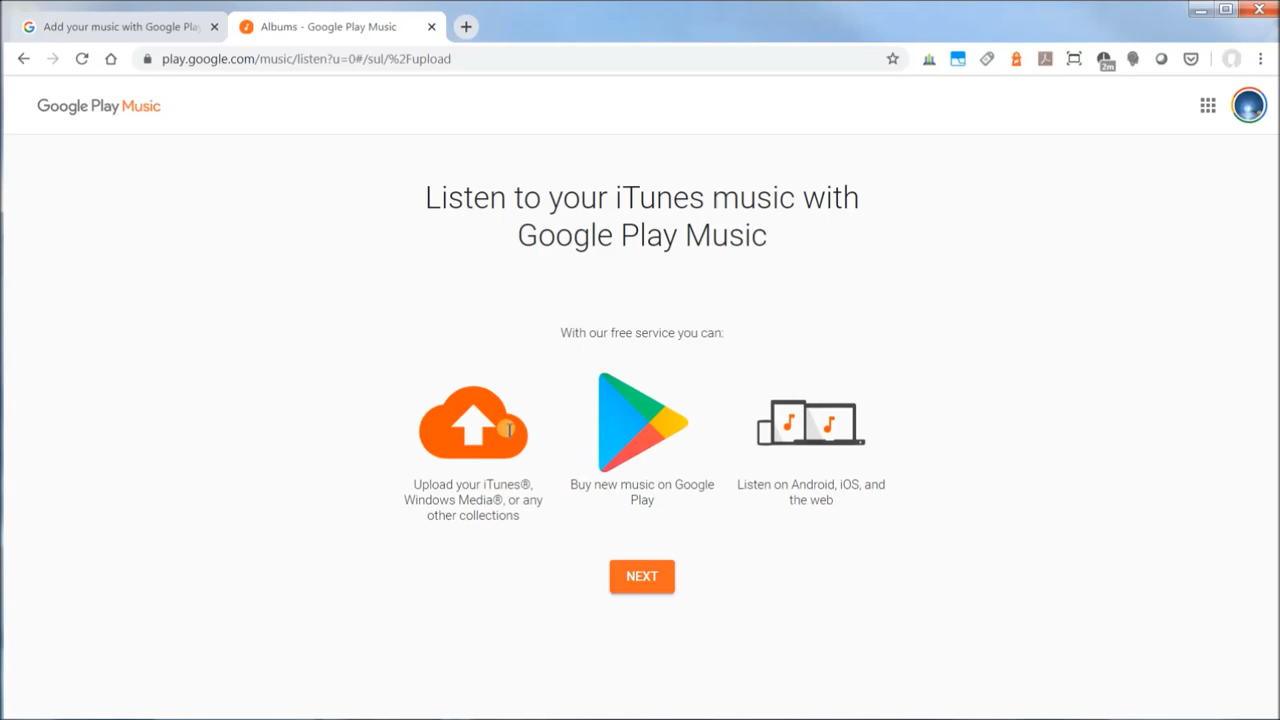 Add your music with Google Play
Albums - Google Play Music
play.google.com/music/listen?u=0#/sul/%2Fupload
2m
Google Play Music
Listen to your iTunes music with
Google Play Music
With our free service you can:
Upload your iTunes®,
Windows Media®, or any
other collections
Buy new music on Google
Play
Listen on Android, iOS, and
the web
NEXT